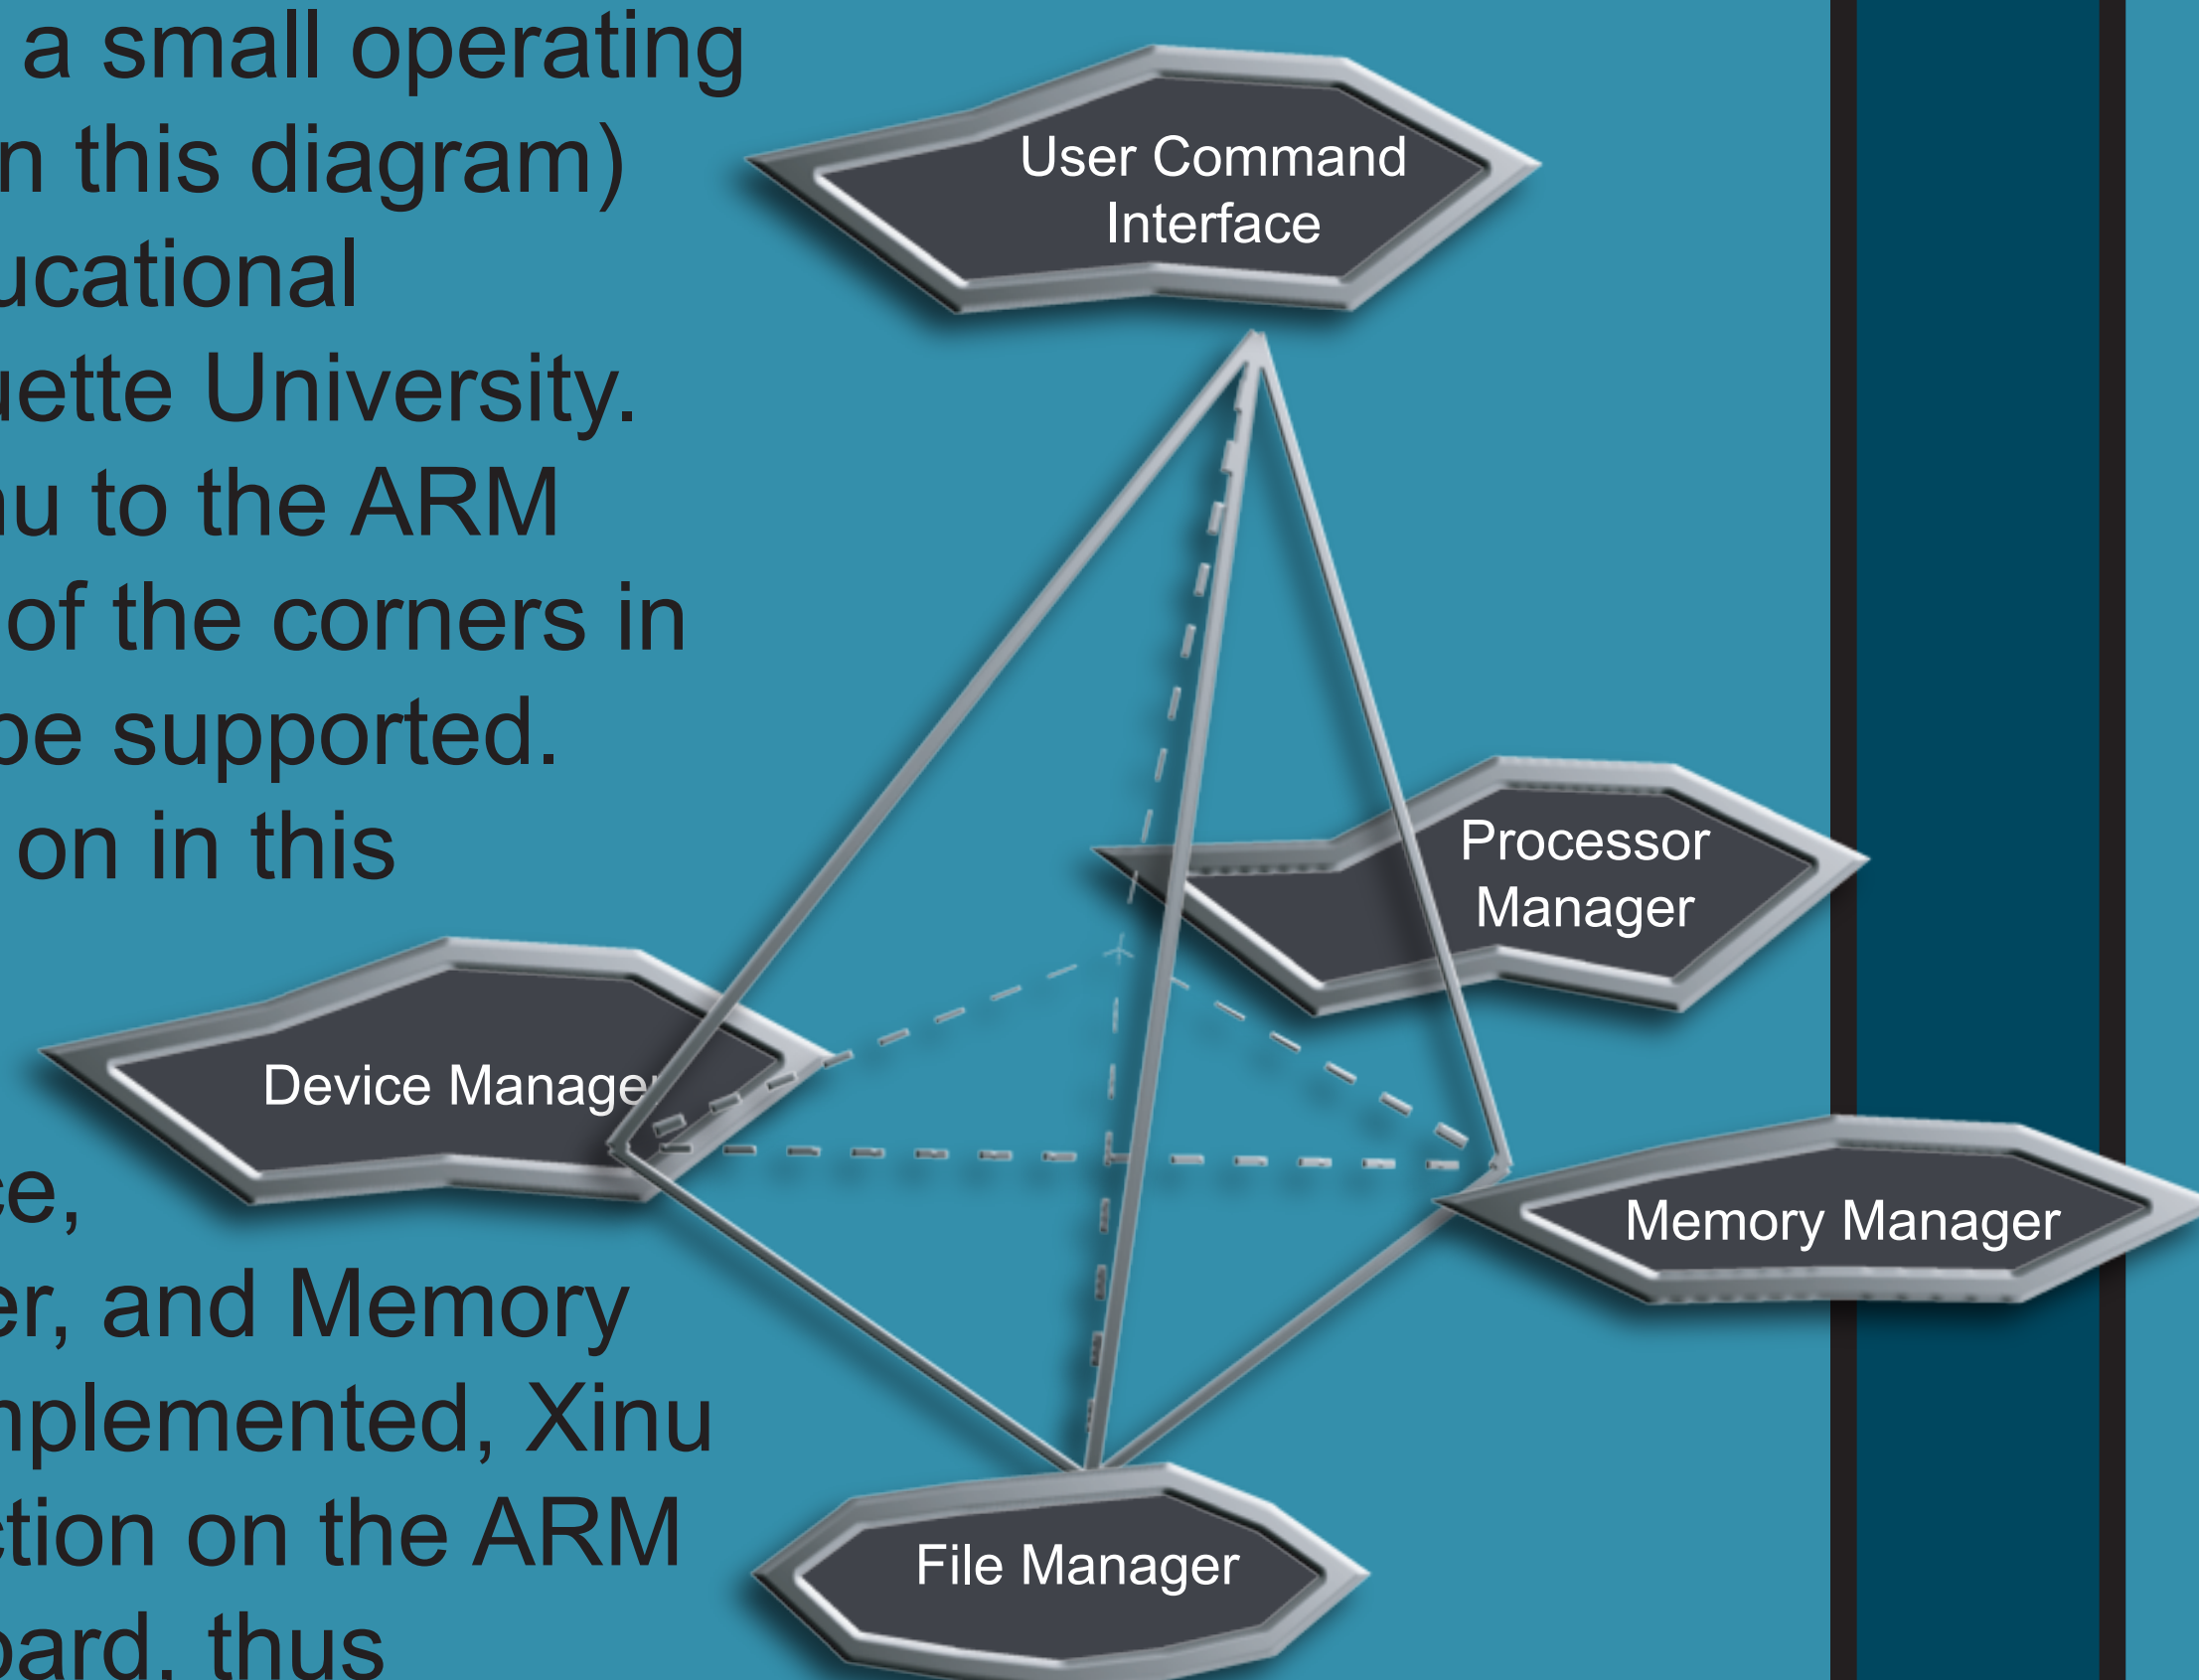 a small operating
n this diagram)
ucational
uette University.
nu to the ARM
of the corners in
be supported.
on in this
ce,
er, and Memory
mplemented, Xinu
ction on the ARM
oard, thus
User Command
Interface
Processor
Manager
Device Manager
Memory Manager
File Manager